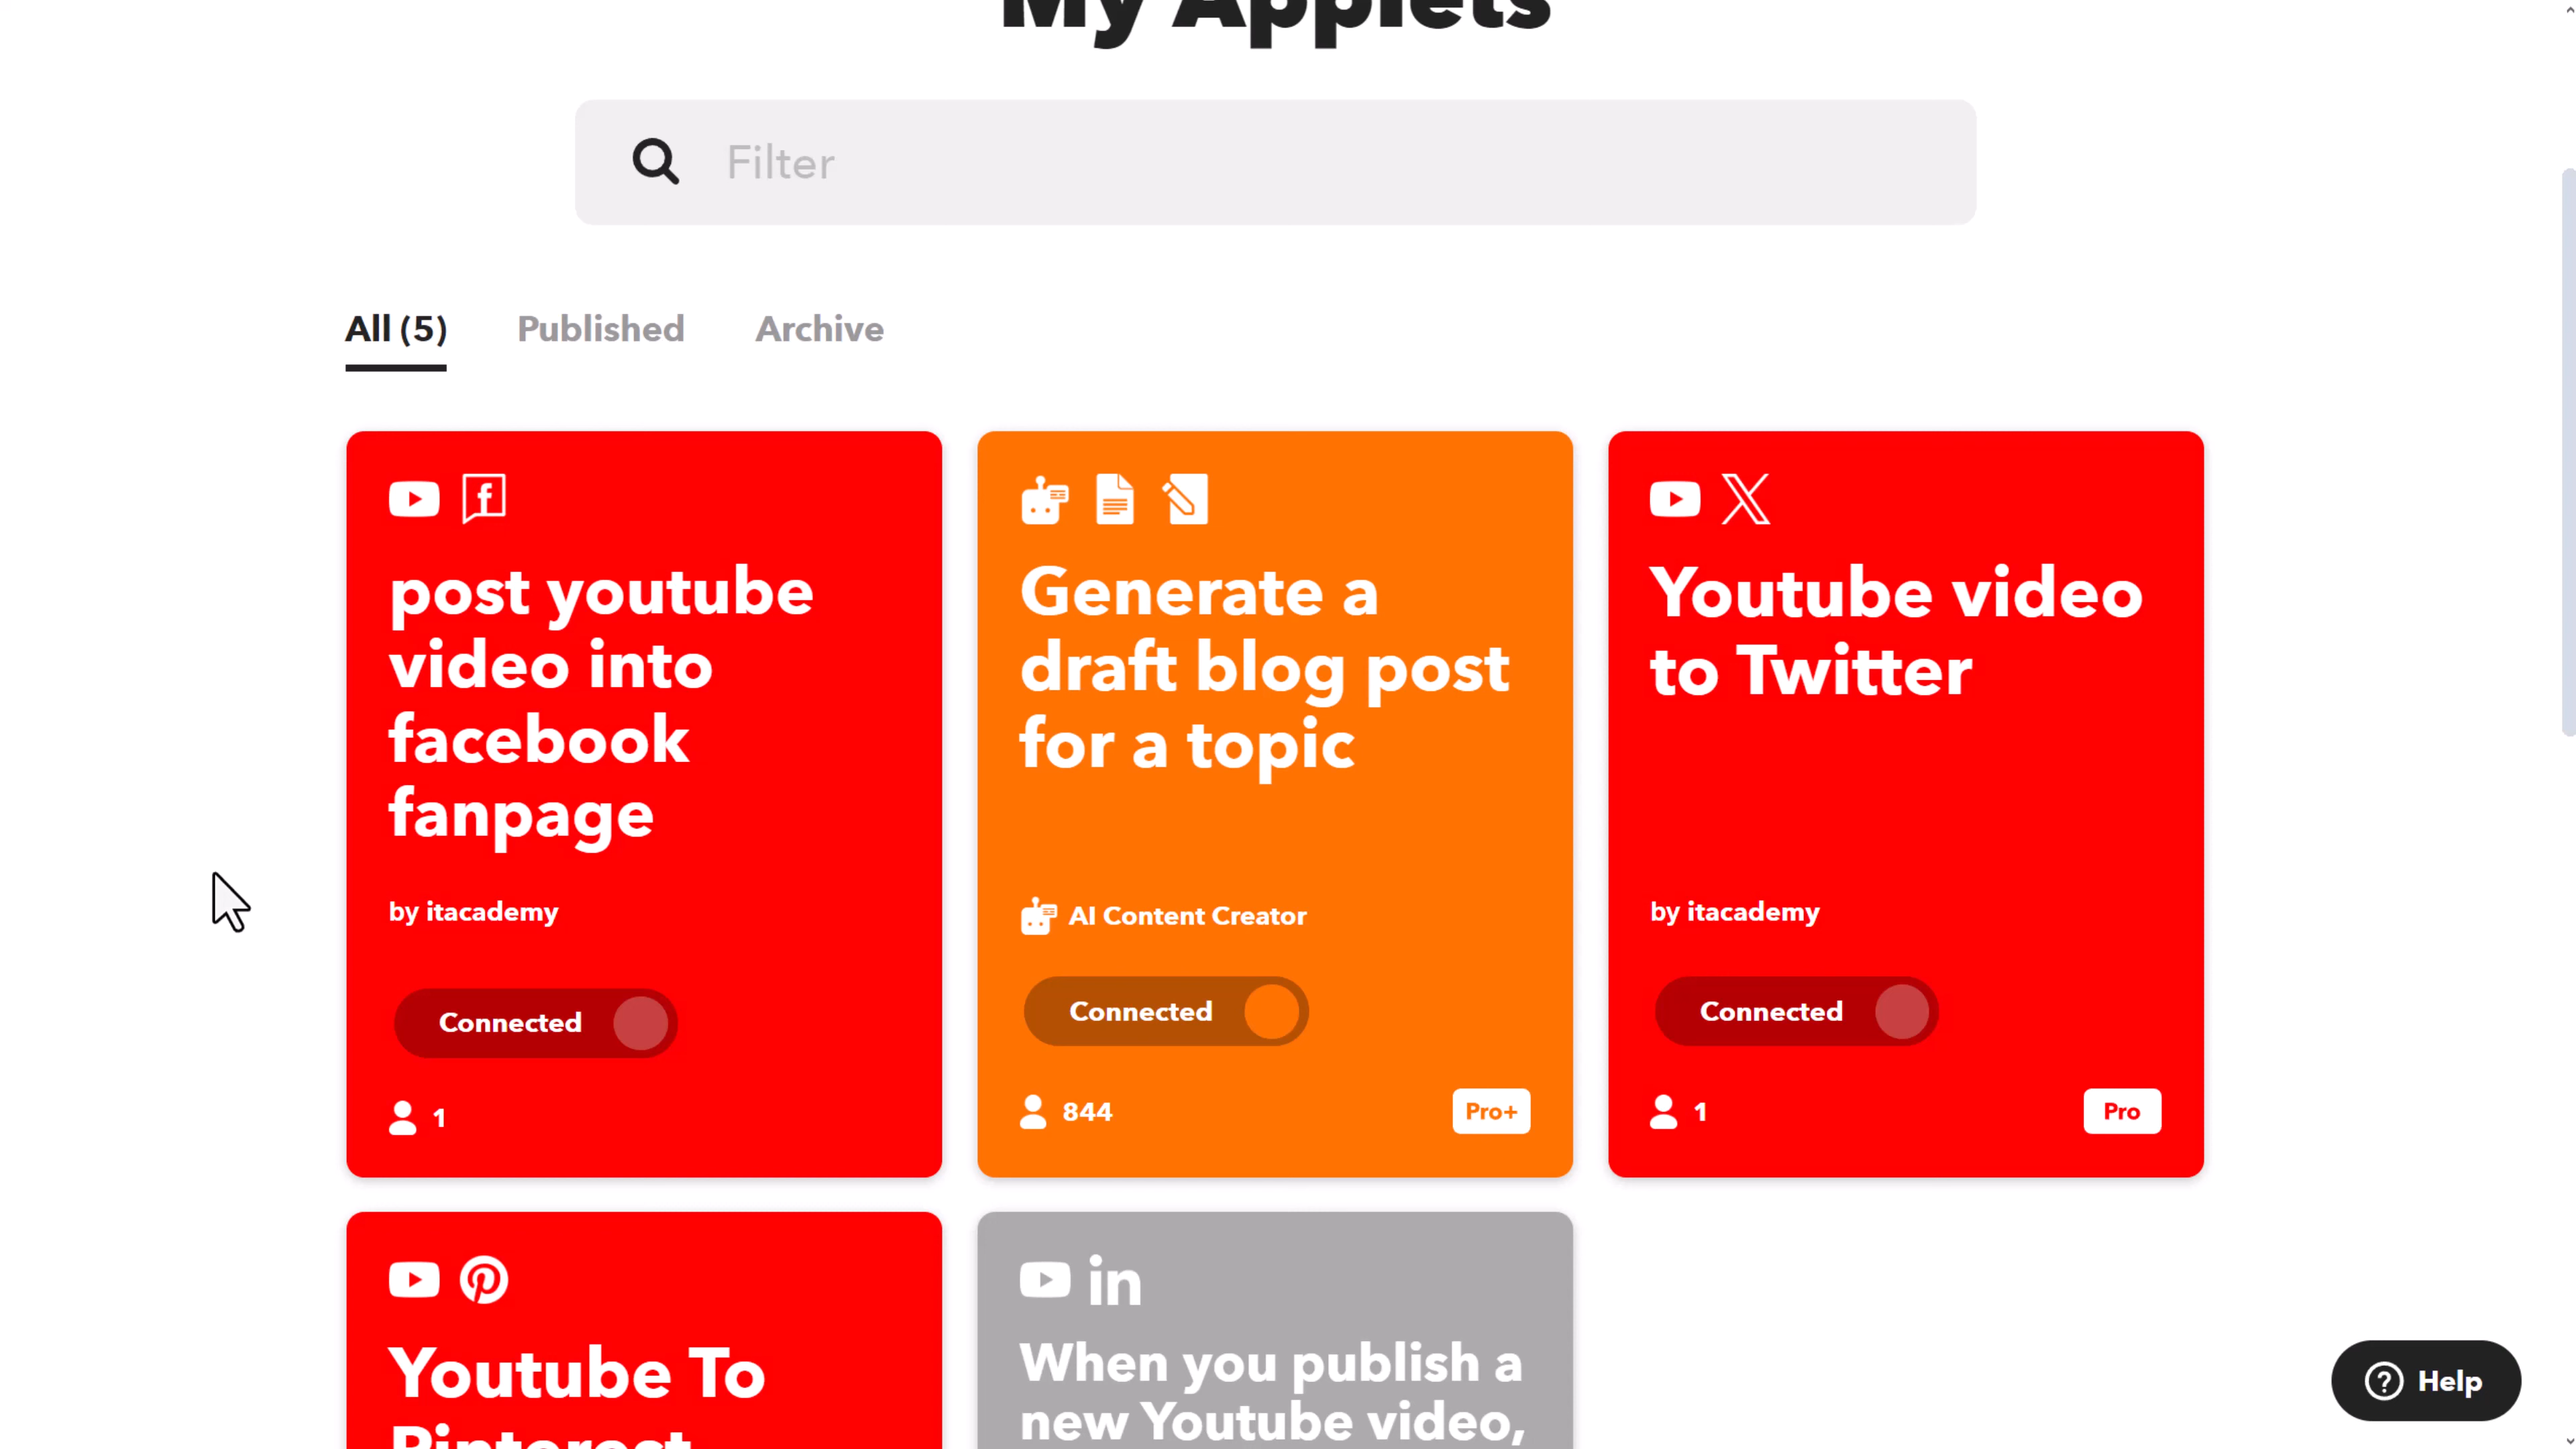 My Applets
Filter
All (5)
Published
Archive
post youtube
video into
facebook
fanpage
by itacademy
Connected
1
Generate a
draft blog post
for a topic
AI Content Creator
Connected
844
Pro+
Youtube video
to Twitter
by itacademy
Connected
1
Pro
Youtube To
Pinterest
in
When you publish a
new Youtube video,
Help